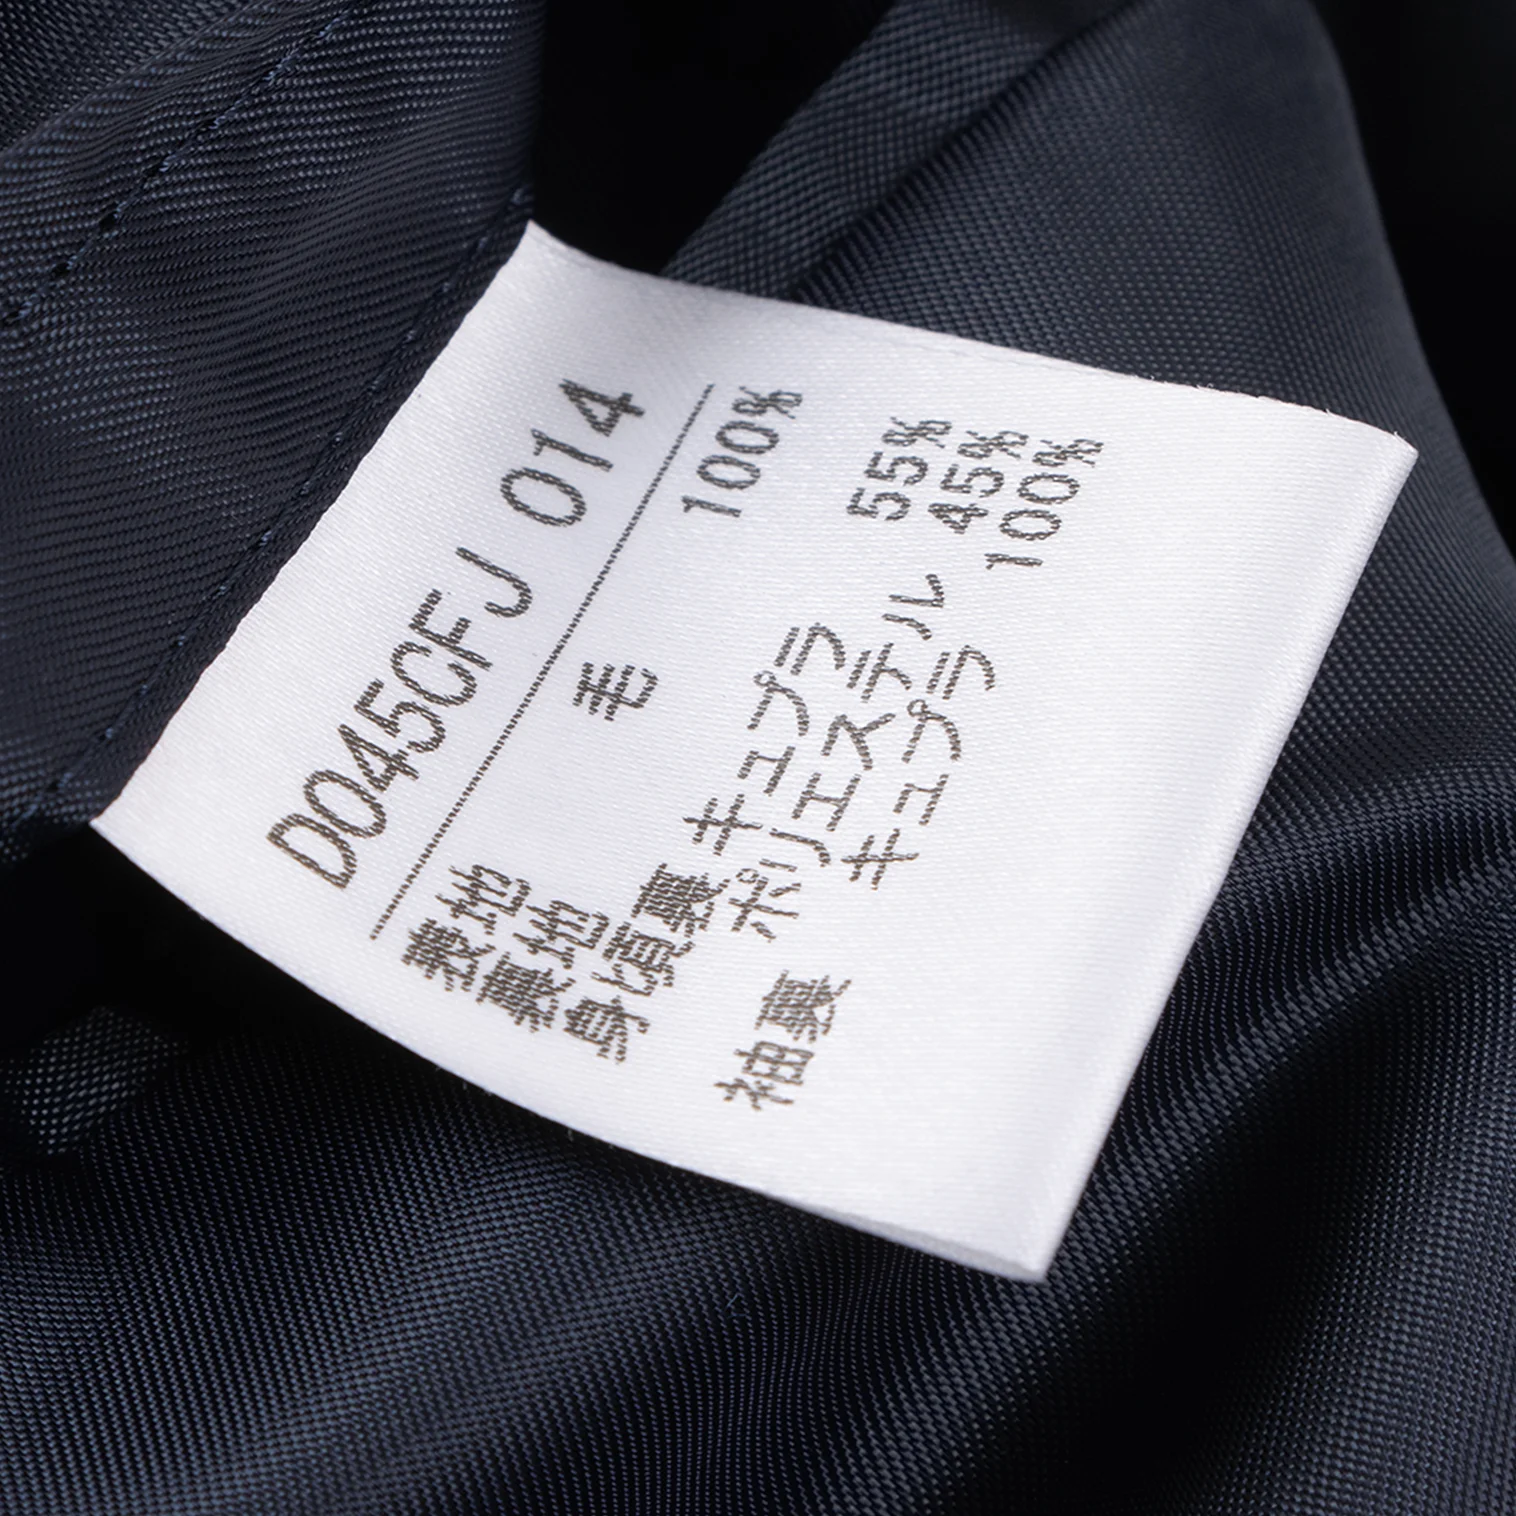 D045CFJ 014
表地 毛 100%
裏地
身頃裏 キュプラ 55%
ポリエステル 45%
袖裏 キュプラ 100%